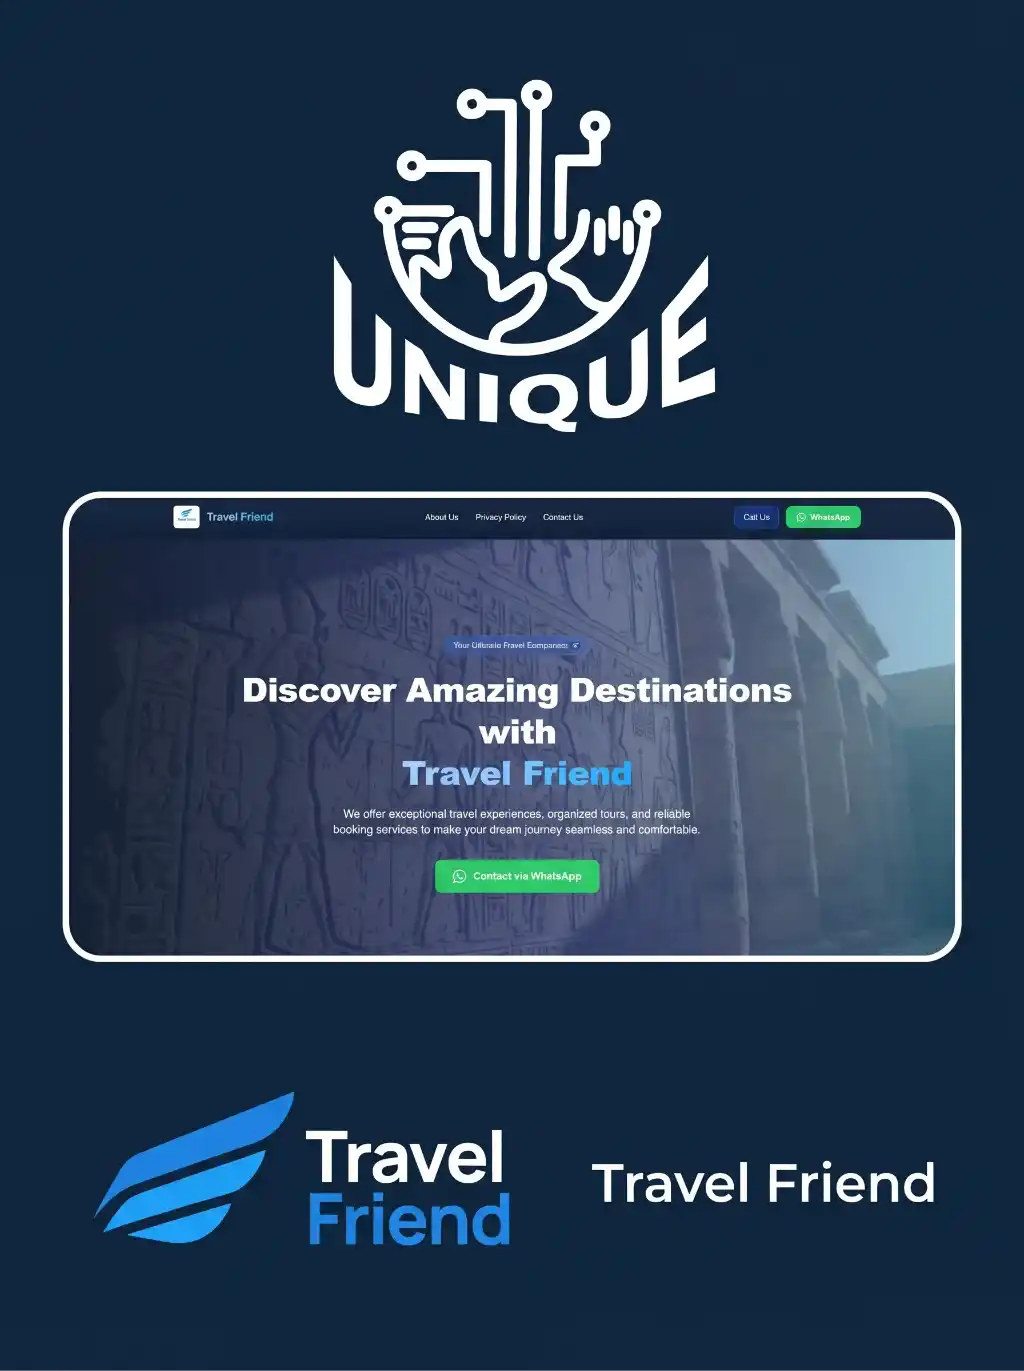 UNIQUE
Travel Friend
About Us
Privacy Policy
Contact Us
Call Us
WhatsApp
Your
Discover Amazing Destinations
with
Travel Friend
We offer exceptional travel experiences, organized tours, and reliable
booking services to make your dream journey seamless and comfortable.
Contact via WhatsApp
Travel
Friend
Travel Friend